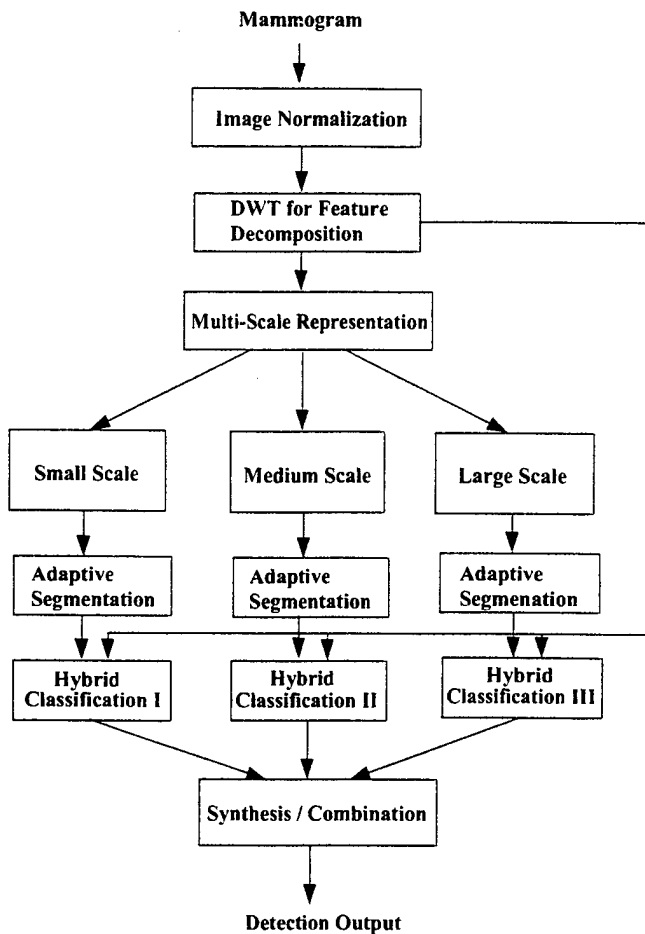 Mammogram
Image Normalization
DWT for Feature
Decomposition
Multi-Scale Representation
Small Scale
Medium Scale
Large Scale
Adaptive
Segmentation
Adaptive
Segmentation
Adaptive
Segmenation
Hybrid
Classification I
Hybrid
Classification II
Hybrid
Classification III
Synthesis / Combination
Detection Output